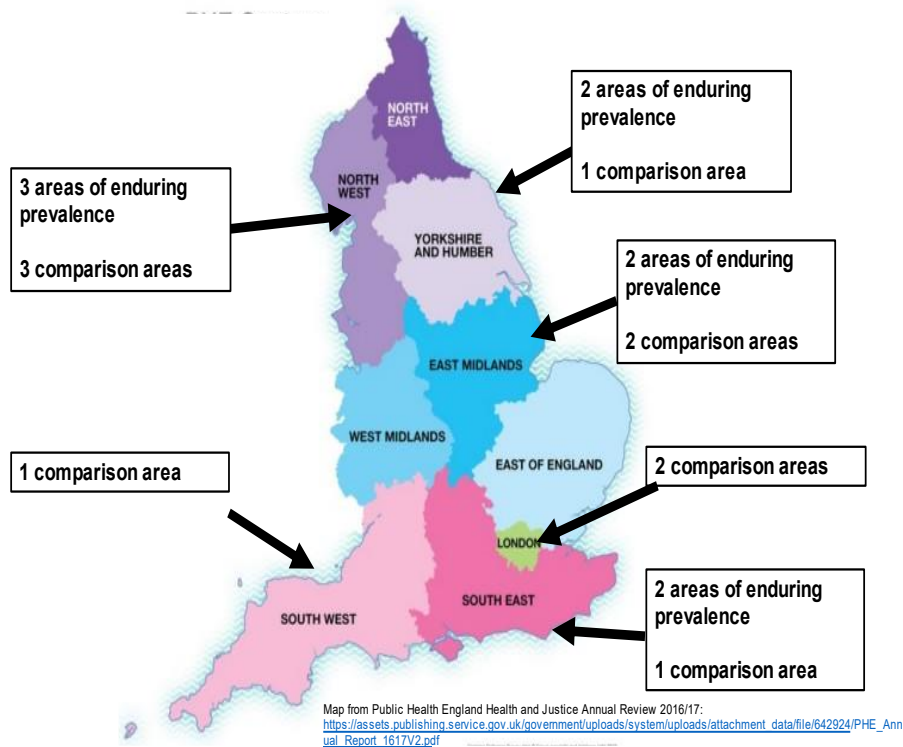 NORTH
EAST
2 areas of enduring
prevalence
1 comparison area
3 areas of enduring
prevalence
3 comparison areas
NORTH
WEST
YORKSHIRE
AND HUMBER
2 areas of enduring
prevalence
2 comparison areas
EAST MIDLANDS
WEST MIDLANDS
EAST OF ENGLAND
1 comparison area
2 comparison areas
LONDON
SOUTH EAST
SOUTH WEST
2 areas of enduring
prevalence
1 comparison area
Map from Public Health England Health and Justice Annual Review 2016/17:
https://assets.publishing.service.gov.uk/government/uploads/system/uploads/attachment_data/file/642924/PHE_Ann
ual_Report_1617V2.pdf